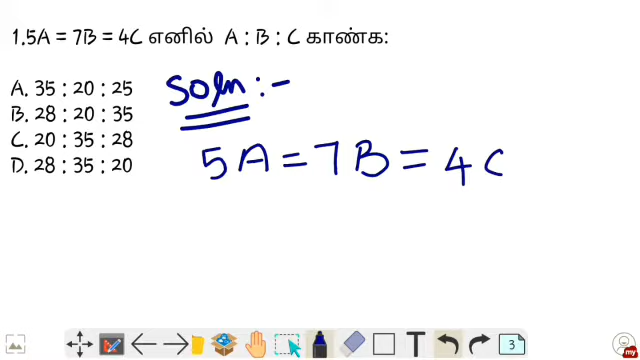 1.5A = 7B = 4C எனில் A : B : C காண்க:
A. 35 : 20 : 25
B. 28 : 20 : 35
C. 20 : 35 : 28
D. 28 : 35 : 20
Soln :-
5A = 7B = 4C
T
3
my